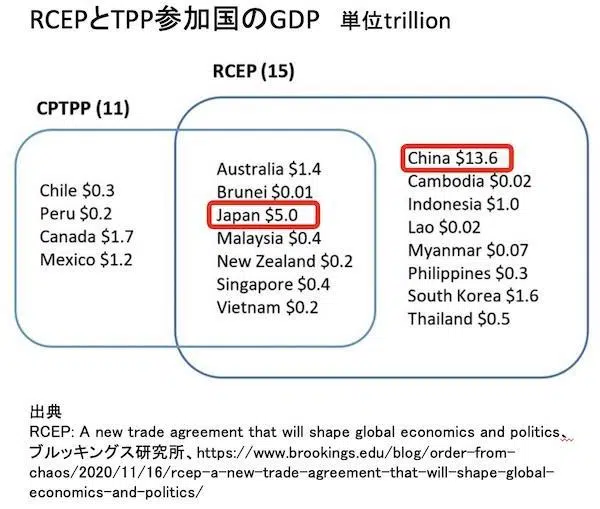 RCEPとTPP参加国のGDP 単位trillion
RCEP (15)
CPTPP (11)
Chile $0.3
Peru $0.2
Canada $1.7
Mexico $1.2
Australia $1.4
Brunei $0.01
Japan $5.0
Malaysia $0.4
New Zealand $0.2
Singapore $0.4
Vietnam $0.2
China $13.6
Cambodia $0.02
Indonesia $1.0
Lao $0.02
Myanmar $0.07
Philippines $0.3
South Korea $1.6
Thailand $0.5
出典
RCEP: A new trade agreement that will shape global economics and politics、
ブルッキングス研究所、https://www.brookings.edu/blog/order-from-
chaos/2020/11/16/rcep-a-new-trade-agreement-that-will-shape-global-
economics-and-politics/